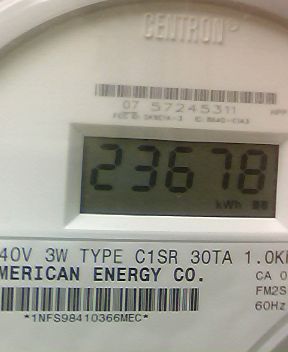 CENTRON®
07 57245311
23678
kWh
40V 3W TYPE C1SR 30TA 1.0K
MERICAN ENERGY CO.
CA 0
FM2S
60Hz
*1NFS98410366MEC*